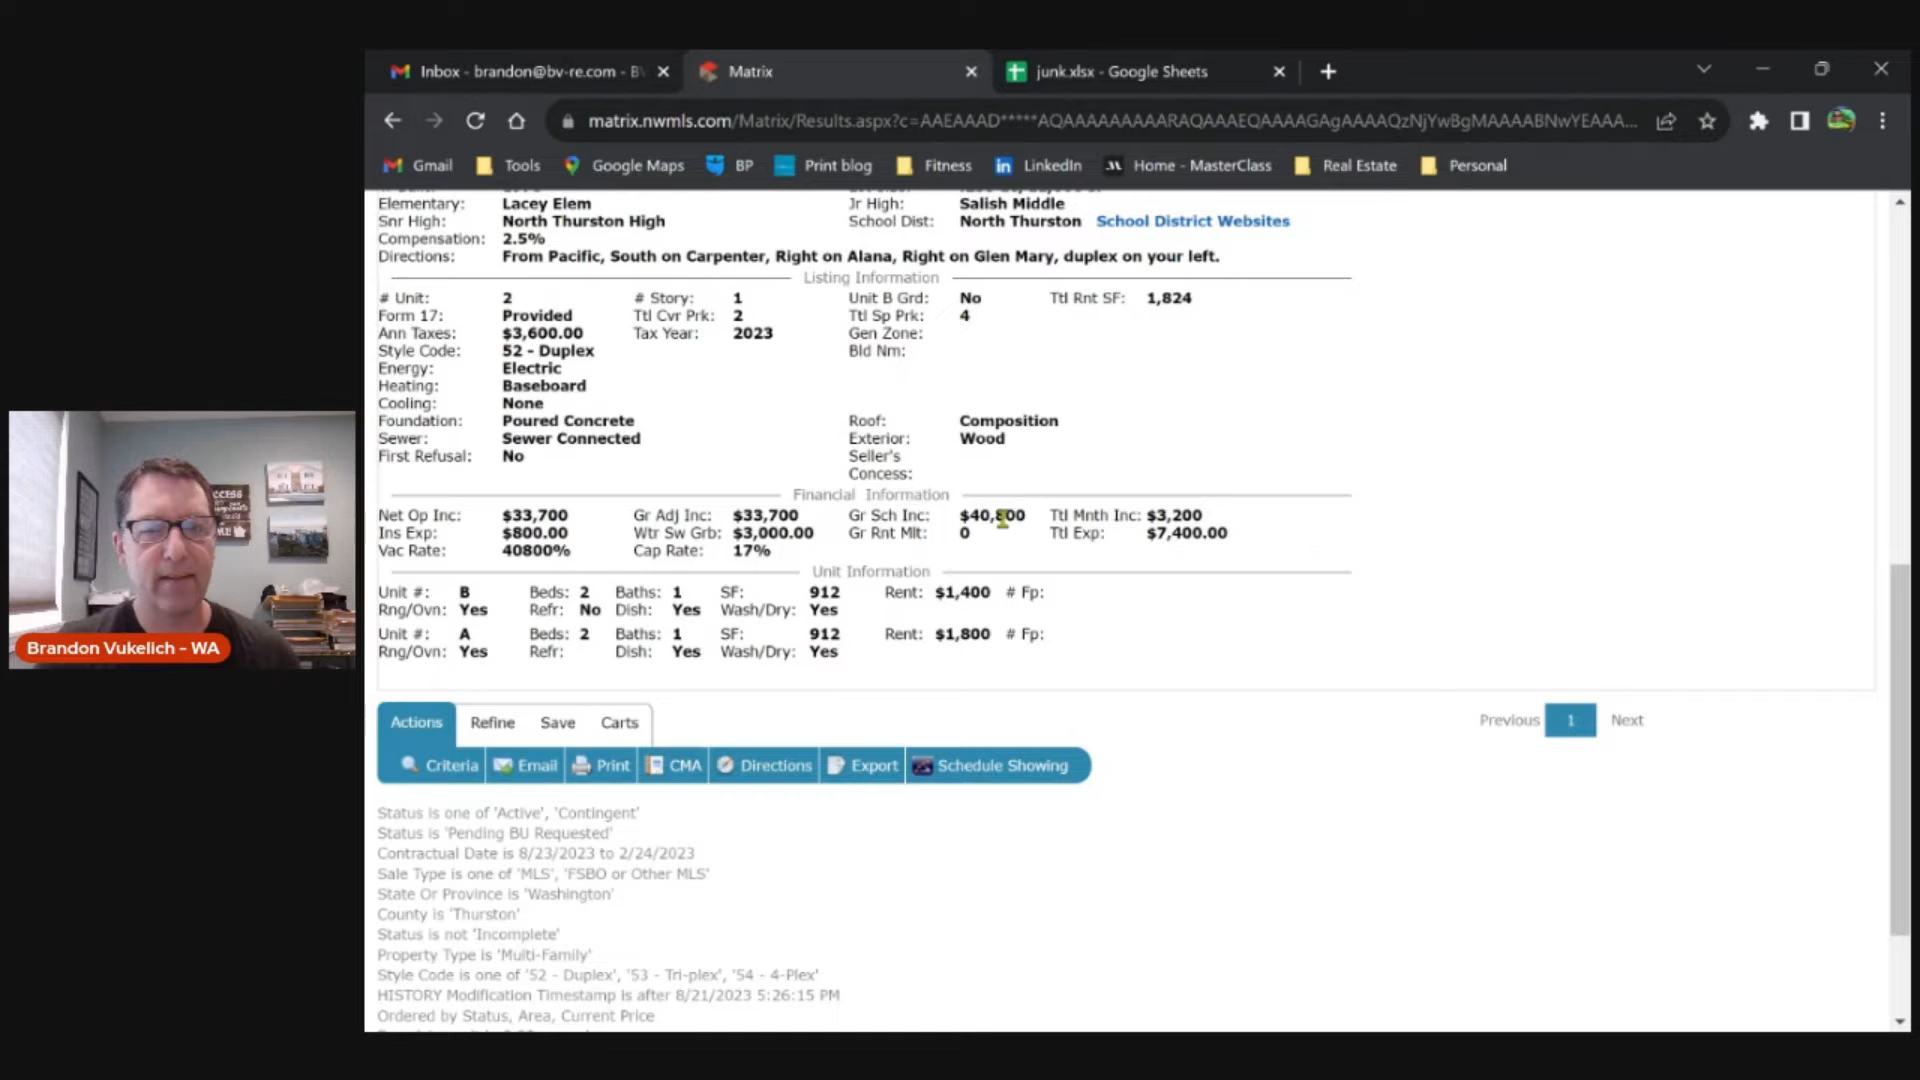 Inbox - brandon@bv-re.com - BV
Matrix
junk.xlsx - Google Sheets
matrix.nwmls.com/Matrix/Results.aspx?c=AAEAAAD*****AQAAAAAAAAARAQAAAEQAAAAGAgAAAAQzNjYwBgMAAAABNwYEAAA...
Gmail Tools Google Maps BP Print blog Fitness LinkedIn Home - MasterClass Real Estate Personal
Elementary: Lacey Elem Jr High: Salish Middle
Snr High: North Thurston High School Dist: North Thurston School District Websites
Compensation: 2.5%
Directions: From Pacific, South on Carpenter, Right on Alana, Right on Glen Mary, duplex on your left.
Listing Information
# Unit: 2 # Story: 1 Unit B Grd: No Ttl Rnt SF: 1,824
Form 17: Provided Ttl Cvr Prk: 2 Ttl Sp Prk: 4
Ann Taxes: $3,600.00 Tax Year: 2023 Gen Zone:
Style Code: 52 - Duplex Bld Nm:
Energy: Electric
Heating: Baseboard
Cooling: None
Foundation: Poured Concrete Roof: Composition
Sewer: Sewer Connected Exterior: Wood
First Refusal: No Seller's
Concess:
Financial Information
Net Op Inc: $33,700 Gr Adj Inc: $33,700 Gr Sch Inc: $40,800 Ttl Mnth Inc: $3,200
Ins Exp: $800.00 Wtr Sw Grb: $3,000.00 Gr Rnt Mlt: 0 Ttl Exp: $7,400.00
Vac Rate: 40800% Cap Rate: 17%
Unit Information
Unit #: B Beds: 2 Baths: 1 SF: 912 Rent: $1,400 # Fp:
Rng/Ovn: Yes Refr: No Dish: Yes Wash/Dry: Yes
Unit #: A Beds: 2 Baths: 1 SF: 912 Rent: $1,800 # Fp:
Rng/Ovn: Yes Refr: Dish: Yes Wash/Dry: Yes
Brandon Vukelich - WA
Actions Refine Save Carts
Previous 1 Next
Criteria Email Print CMA Directions Export Schedule Showing
Status is one of 'Active', 'Contingent'
Status is 'Pending BU Requested'
Contractual Date is 8/23/2023 to 2/24/2023
Sale Type is one of 'MLS', 'FSBO or Other MLS'
State Or Province is 'Washington'
County is 'Thurston'
Status is not 'Incomplete'
Property Type is 'Multi-Family'
Style Code is one of '52 - Duplex', '53 - Tri-plex', '54 - 4-Plex'
HISTORY Modification Timestamp is after 8/21/2023 5:26:15 PM
Ordered by Status, Area, Current Price